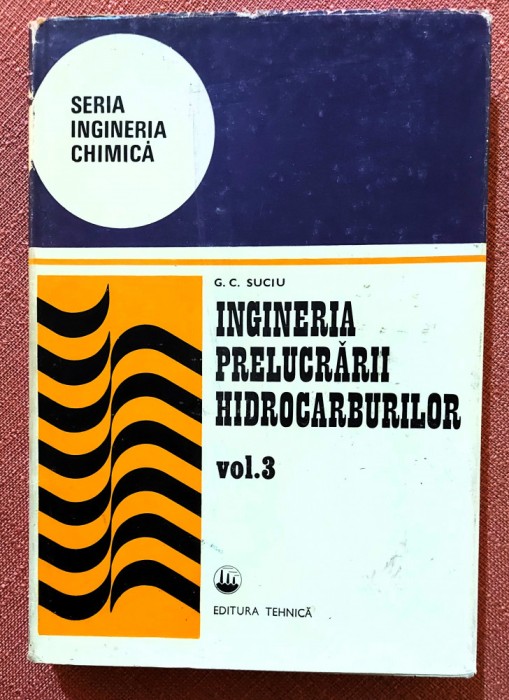 SERIA
INGINERIA
CHIMICĂ
G. C. SUCIU
INGINERIA
PRELUCRĂRII
HIDROCARBURILOR
vol.3
EDITURA TEHNICĂ